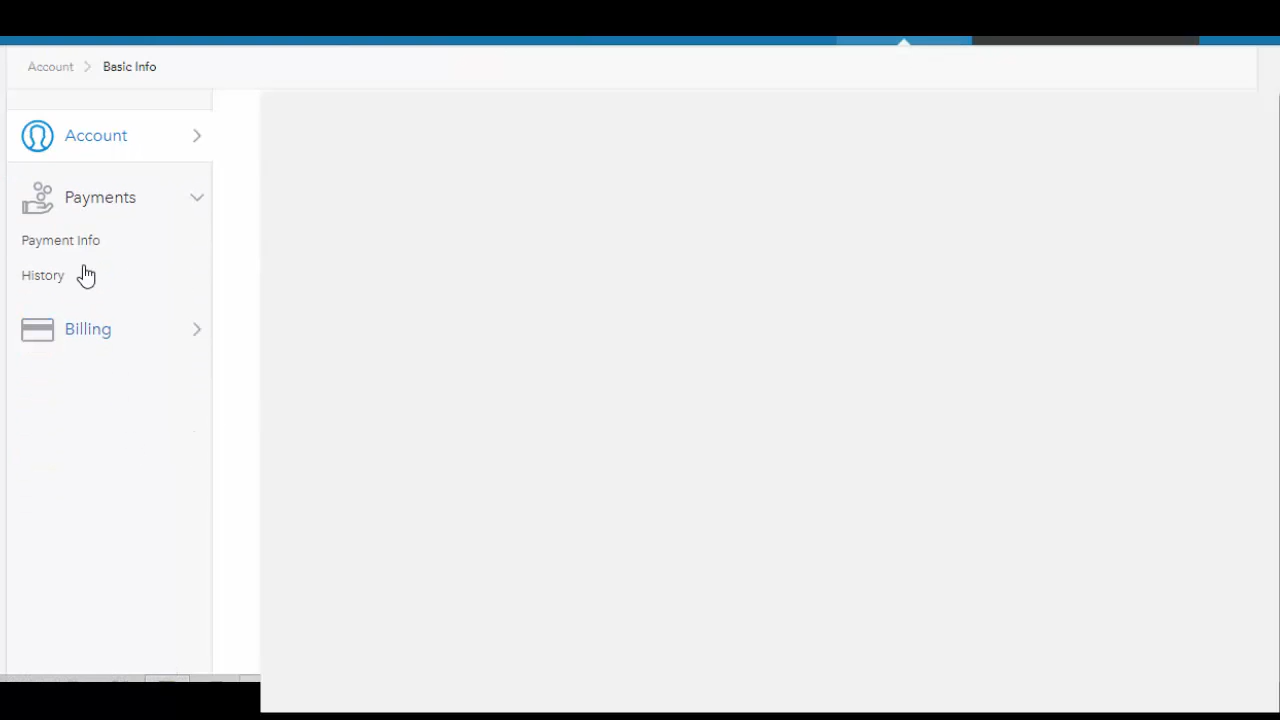 Account > Basic Info
Account
Payments
Payment Info
History
Billing